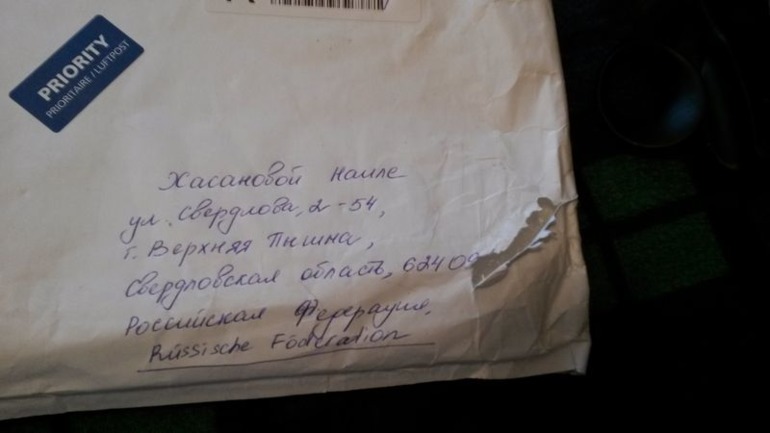 PRIORITY
PRIORITAIRE / LUFTPOST
Хасановой Наиле
ул. Свердлова, 2-54,
г. Верхняя Пышма,
Свердловская область, 62409
Российская Федерация,
Russische Föderation